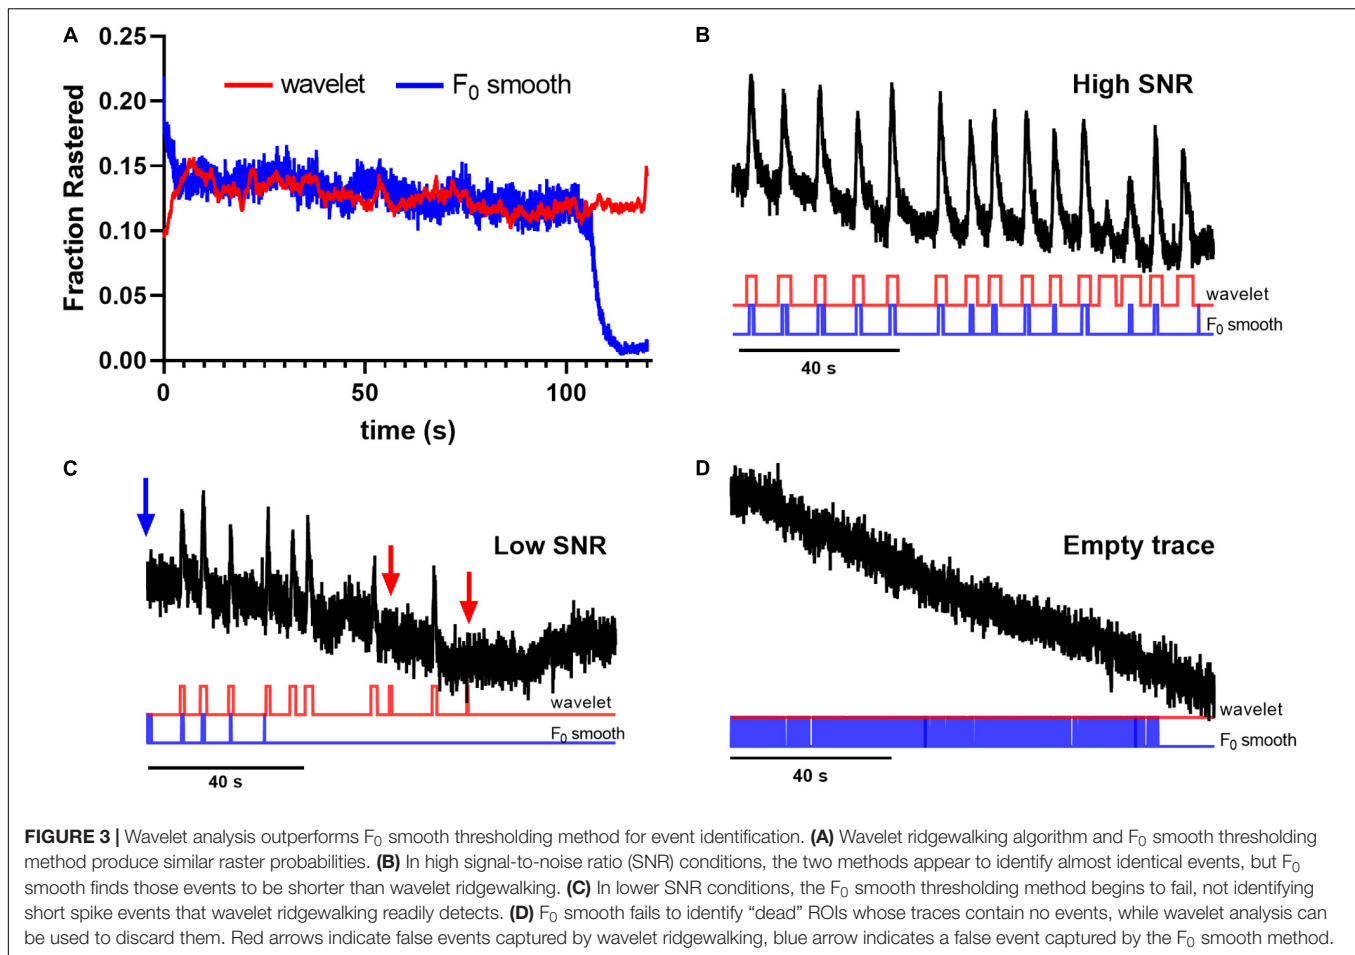 A
0.25
0.20
0.15
0.10
0.05
0.00
Fraction Rastered
wavelet
F₀ smooth
0
50
100
time (s)
B
High SNR
wavelet
F₀ smooth
40 s
C
Low SNR
wavelet
F₀ smooth
40 s
D
Empty trace
wavelet
F₀ smooth
40 s
FIGURE 3 | Wavelet analysis outperforms F₀ smooth thresholding method for event identification. (A) Wavelet ridgewalking algorithm and F₀ smooth thresholding
method produce similar raster probabilities. (B) In high signal-to-noise ratio (SNR) conditions, the two methods appear to identify almost identical events, but F₀
smooth finds those events to be shorter than wavelet ridgewalking. (C) In lower SNR conditions, the F₀ smooth thresholding method begins to fail, not identifying
short spike events that wavelet ridgewalking readily detects. (D) F₀ smooth fails to identify “dead” ROIs whose traces contain no events, while wavelet analysis can
be used to discard them. Red arrows indicate false events captured by wavelet ridgewalking, blue arrow indicates a false event captured by the F₀ smooth method.